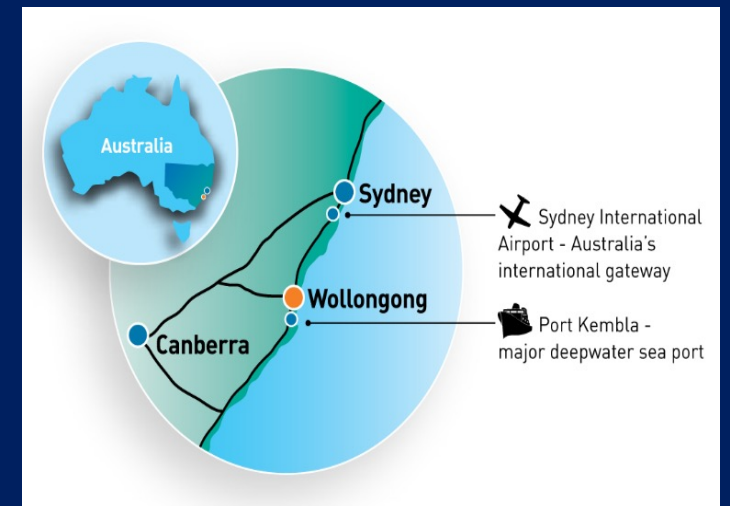 Australia
Sydney
Sydney International
Airport - Australia's
international gateway
Wollongong
Port Kembla -
major deepwater sea port
Canberra